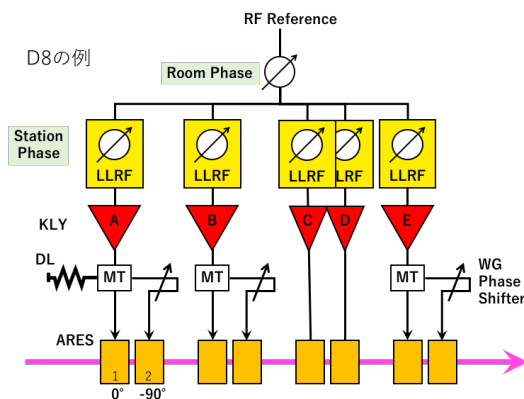 RF Reference
D8の例
Room Phase
Station
Phase
LLRF
LLRF
LLRF
LLRF
LLRF
KLY
A
B
C
D
E
DL
MT
MT
MT
WG
Phase
Shifter
ARES
1
2
0°
-90°